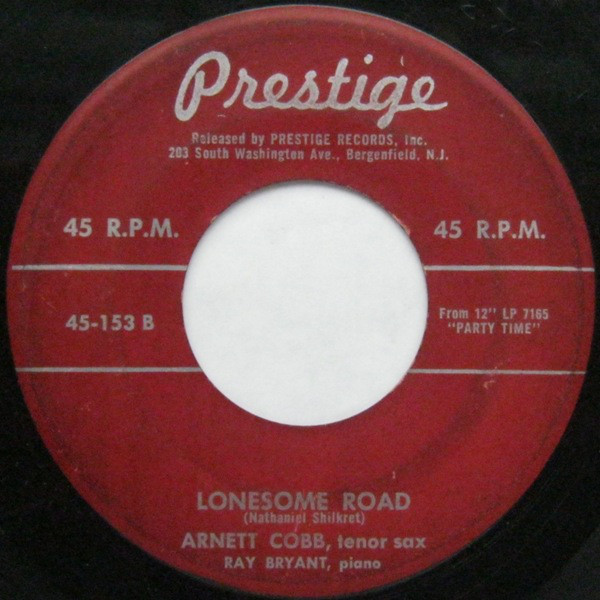 Prestige
Released by PRESTIGE RECORDS, Inc.
203 South Washington Ave., Bergenfield, N.J.
45 R.P.M. 45 R.P.M.
45-153 B
From 12" LP 7165
"PARTY TIME"
LONESOME ROAD
(Nathaniel Shilkret)
ARNETT COBB, tenor sax
RAY BRYANT, piano